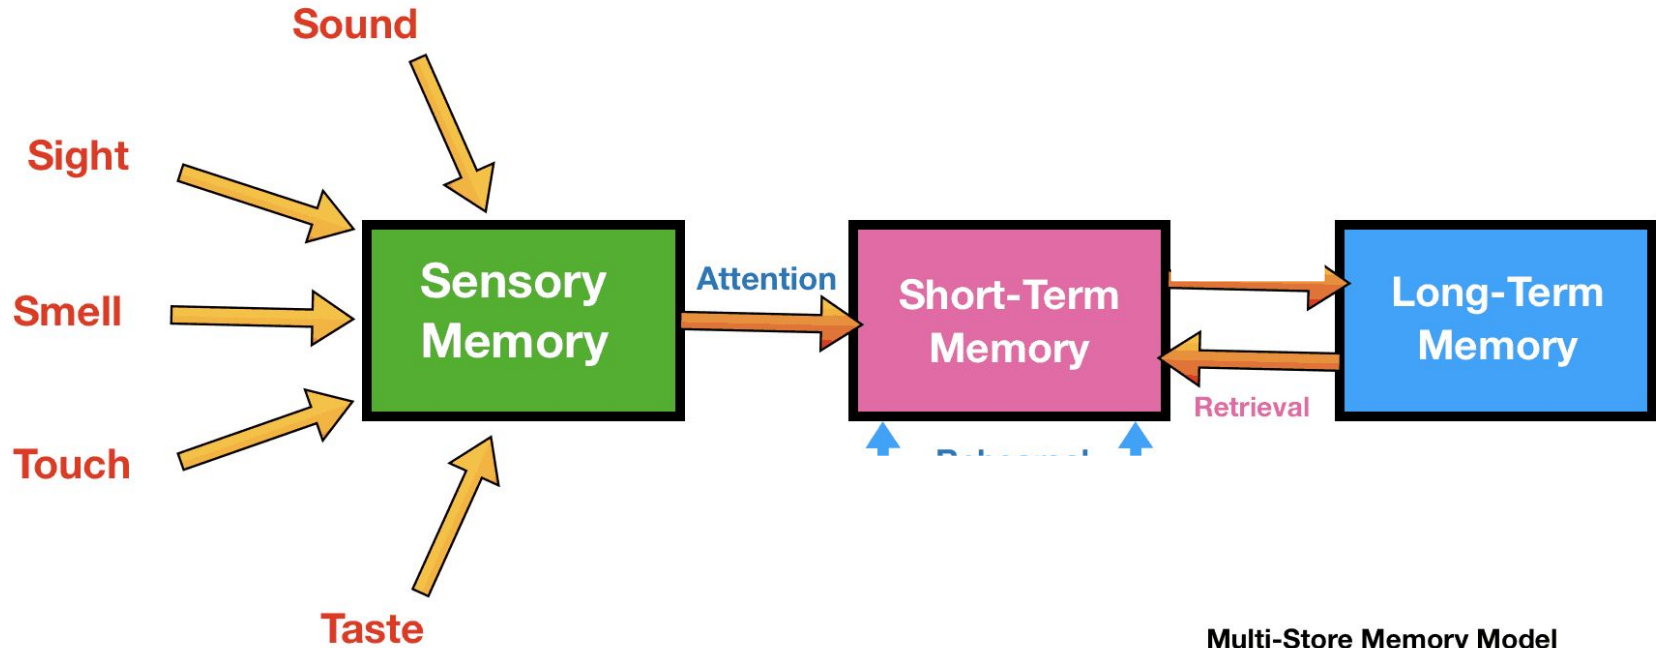 Sound
Sight
Smell
Touch
Taste
Sensory
Memory
Attention
Short-Term
Memory
Long-Term
Memory
Retrieval
Rehearsal
Multi-Store Memory Model